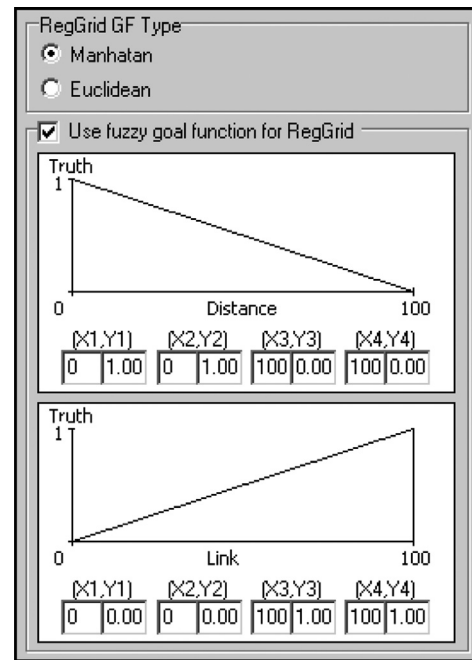 RegGrid GF Type
Manhatan
Euclidean
Use fuzzy goal function for RegGrid
Truth
1
0 Distance 100
(X1,Y1) (X2,Y2) (X3,Y3) (X4,Y4)
0 1.00 0 1.00 100 0.00 100 0.00
Truth
1
0 Link 100
(X1,Y1) (X2,Y2) (X3,Y3) (X4,Y4)
0 0.00 0 0.00 100 1.00 100 1.00